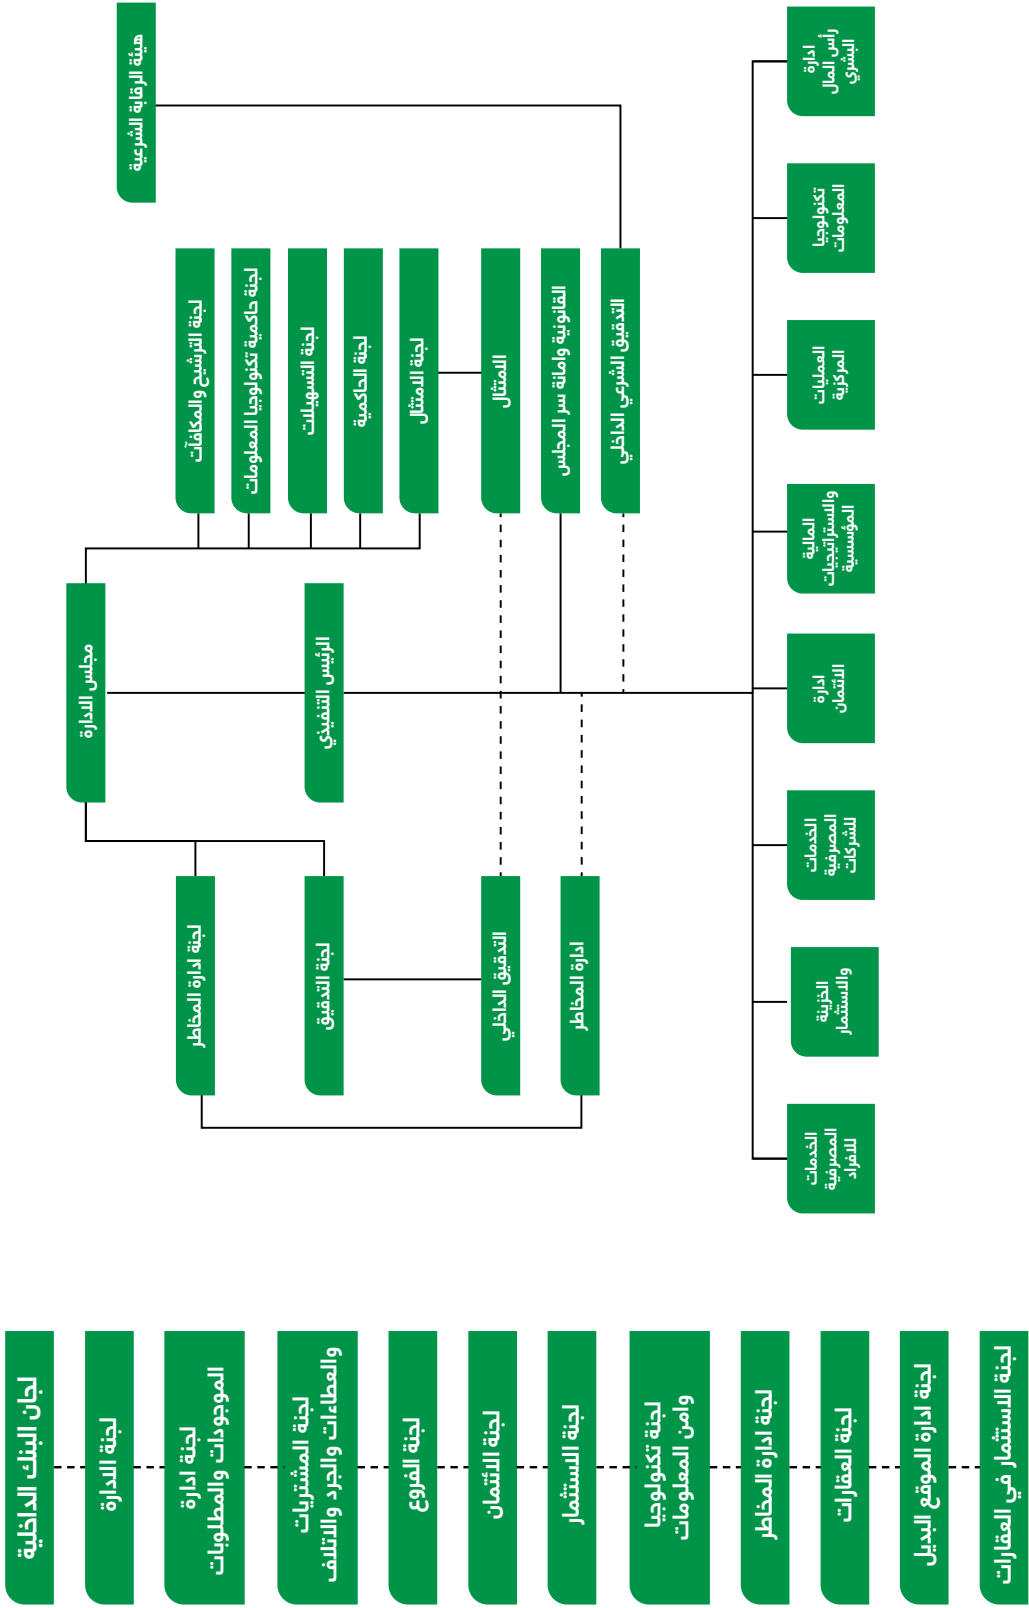 هيئة الرقابة الشرعية
مجلس الادارة
لجنة الترشيح والمكافآت
لجنة حاكمية تكنولوجيا المعلومات
لجنة التسهيلات
لجنة الحاكمية
لجنة الامتثال
الامتثال
القانونية وامانة سر المجلس
التدقيق الشرعي الداخلي
الرئيس التنفيذي
لجنة ادارة المخاطر
لجنة التدقيق
التدقيق الداخلي
ادارة المخاطر
ادارة
رأس المال
البشري
تكنولوجيا
المعلومات
العمليات
المركزية
المالية
والاستراتيجيات
المؤسسية
ادارة
الائتمان
الخدمات
المصرفية
للشركات
الخزينة
والاستثمار
الخدمات
المصرفية
للافراد
لجان البنك الداخلية
لجنة الادارة
لجنة ادارة
الموجودات والمطلوبات
لجنة المشتريات
والعطاءات والجرد والاتلاف
لجنة الفروع
لجنة الائتمان
لجنة الاستثمار
لجنة تكنولوجيا
وامن المعلومات
لجنة ادارة المخاطر
لجنة العقارات
لجنة ادارة الموقع البديل
لجنة الاستثمار في العقارات